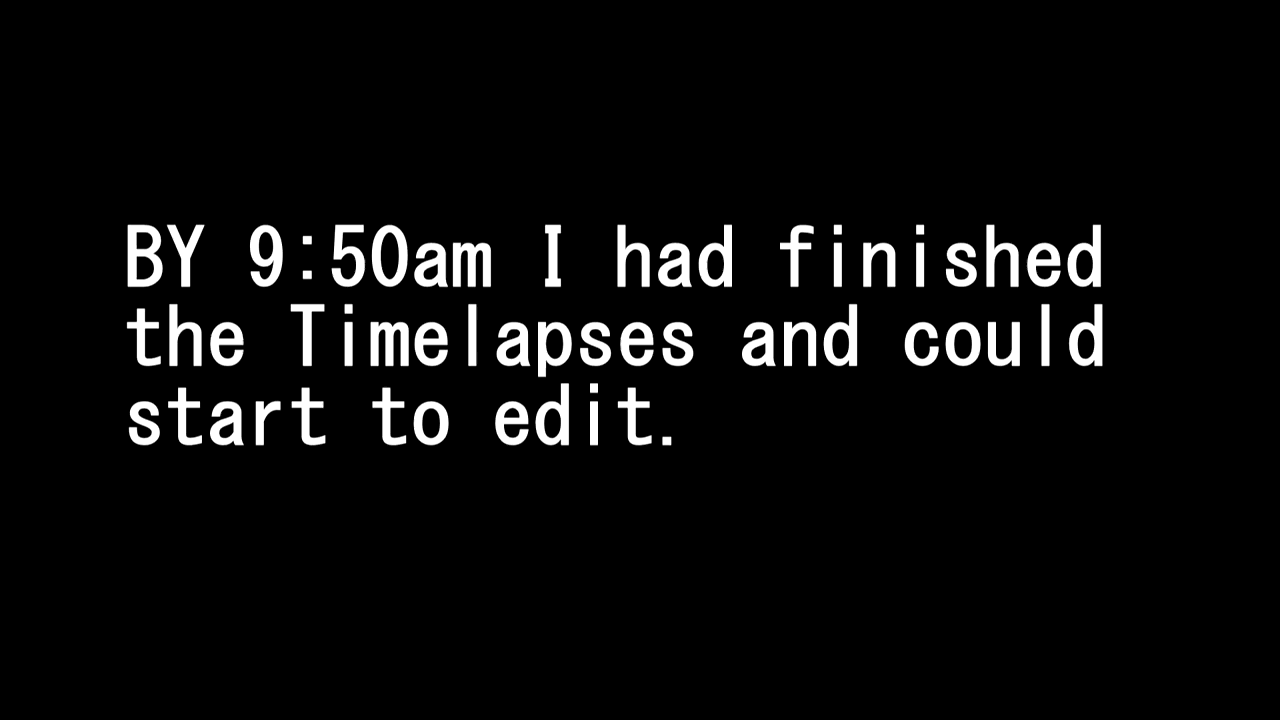 BY 9:50am I had finished
the Timelapses and could
start to edit.